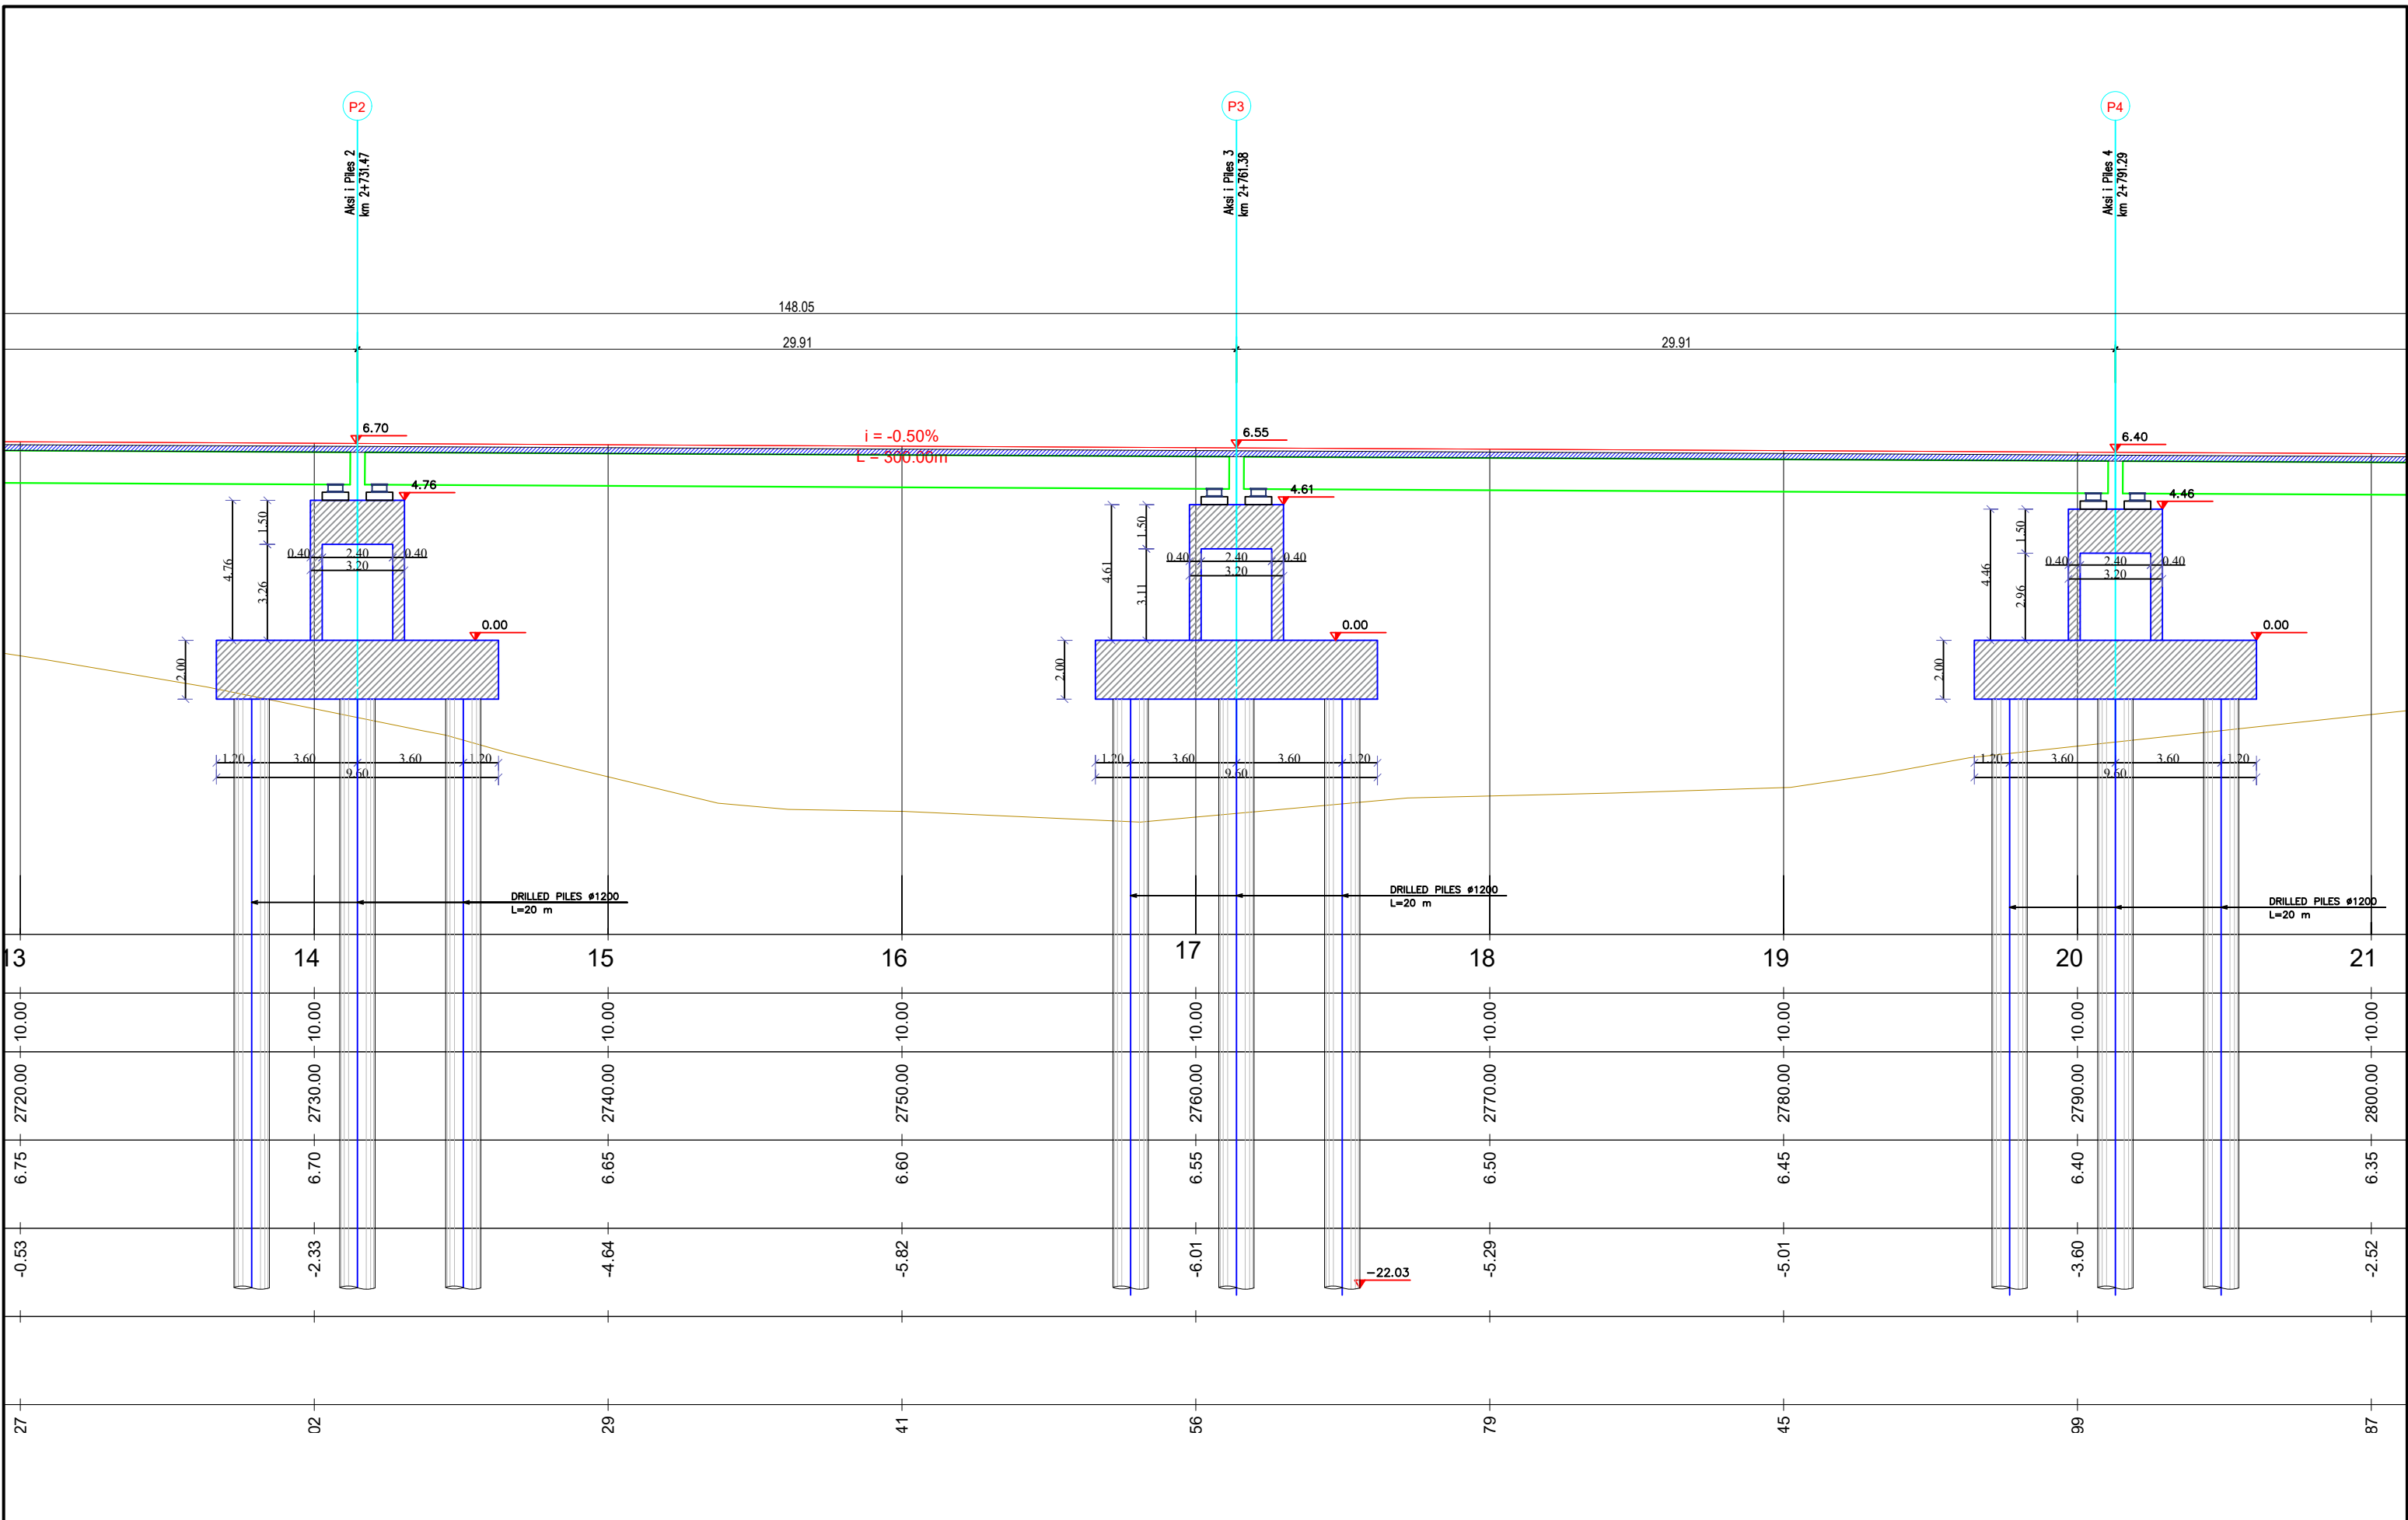 P2
P3
P4
Aksi i Piles 2
km 2+731.47
Aksi i Piles 3
km 2+761.38
Aksi i Piles 4
km 2+791.29
148.05
29.91
29.91
6.70
i = -0.50%
L = 300.00m
6.55
6.40
4.76
4.61
4.46
1.50
1.50
1.50
0.40
2.40
0.40
3.20
0.40
2.40
0.40
3.20
0.40
2.40
0.40
3.20
4.76
3.26
4.61
3.11
4.46
2.96
0.00
0.00
0.00
2.00
2.00
2.00
1.20
3.60
3.60
1.20
9.60
1.20
3.60
3.60
1.20
9.60
1.20
3.60
3.60
1.20
9.60
DRILLED PILES ø1200
L=20 m
DRILLED PILES ø1200
L=20 m
DRILLED PILES ø1200
L=20 m
13 14 15 16 17 18 19 20 21
10.00 10.00 10.00 10.00 10.00 10.00 10.00 10.00 10.00
2720.00 2730.00 2740.00 2750.00 2760.00 2770.00 2780.00 2790.00 2800.00
6.75 6.70 6.65 6.60 6.55 6.50 6.45 6.40 6.35
-0.53 -2.33 -4.64 -5.82 -6.01 -5.29 -5.01 -3.60 -2.52
-22.03
27 02 29 41 56 79 45 99 87